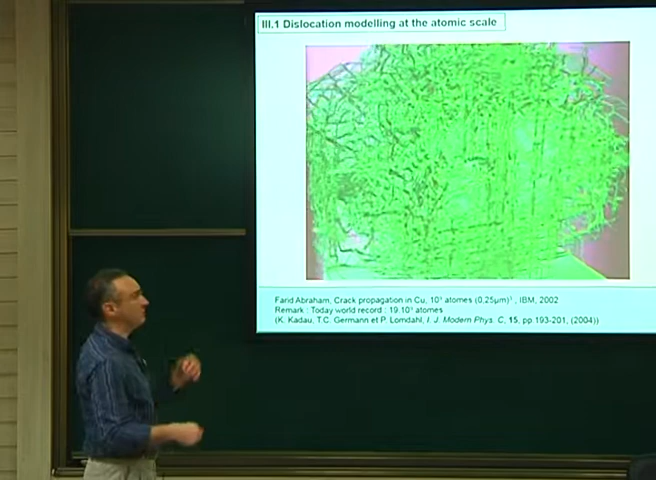 III.1 Dislocation modelling at the atomic scale
Farid Abraham, Crack propagation in Cu, 10⁹ atomes (0.25µm)³ , IBM, 2002
Remark : Today world record : 19.10⁹ atomes
(K. Kadau, T.C. Germann et P. Lomdahl, I. J. Modern Phys. C, 15, pp.193-201, (2004))